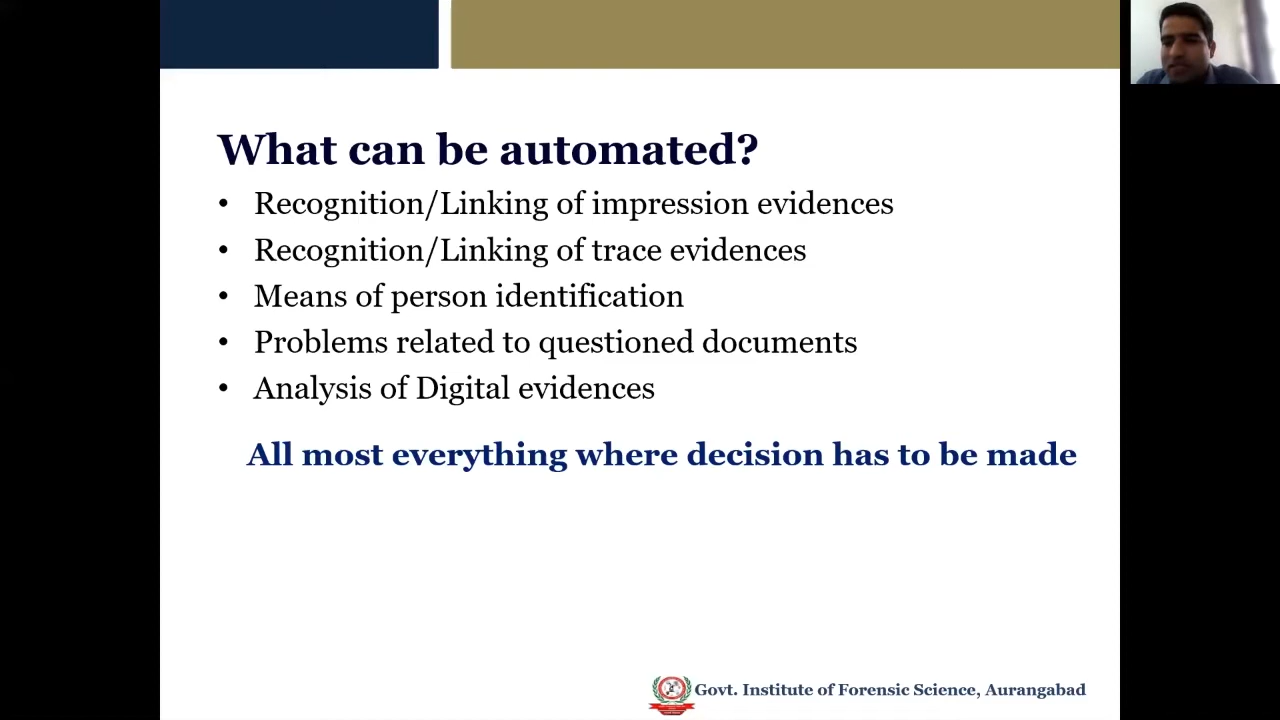 What can be automated?
• Recognition/Linking of impression evidences
• Recognition/Linking of trace evidences
• Means of person identification
• Problems related to questioned documents
• Analysis of Digital evidences
All most everything where decision has to be made
Govt. Institute of Forensic Science, Aurangabad